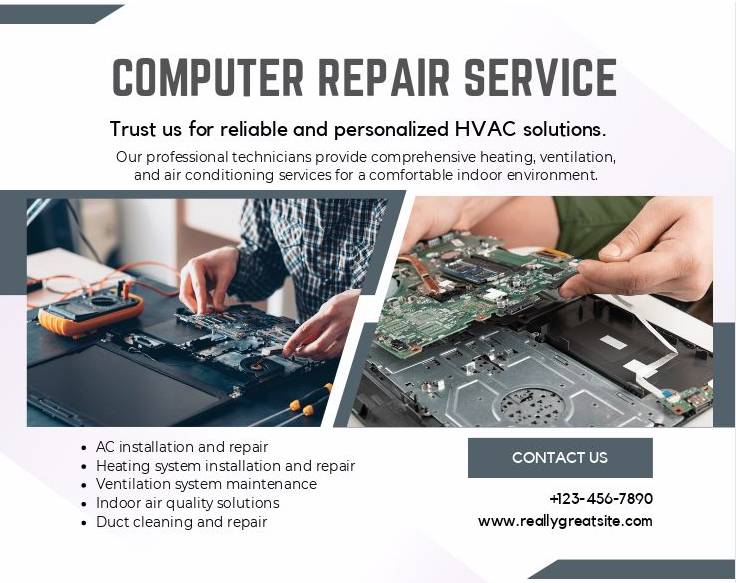 COMPUTER REPAIR SERVICE
Trust us for reliable and personalized HVAC solutions.
Our professional technicians provide comprehensive heating, ventilation,
and air conditioning services for a comfortable indoor environment.
• AC installation and repair
• Heating system installation and repair
• Ventilation system maintenance
• Indoor air quality solutions
• Duct cleaning and repair
CONTACT US
+123-456-7890
www.reallygreatsite.com